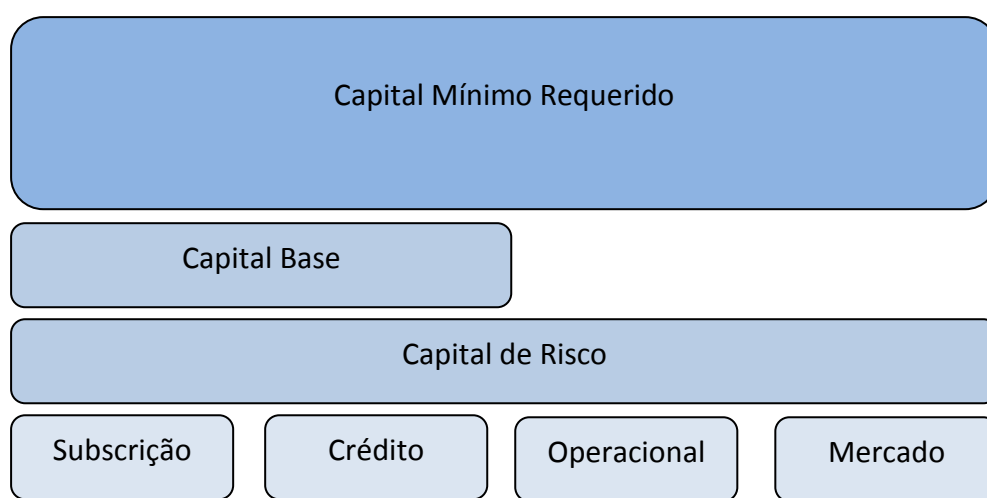 Capital Mínimo Requerido
Capital Base
Capital de Risco
Subscrição
Crédito
Operacional
Mercado